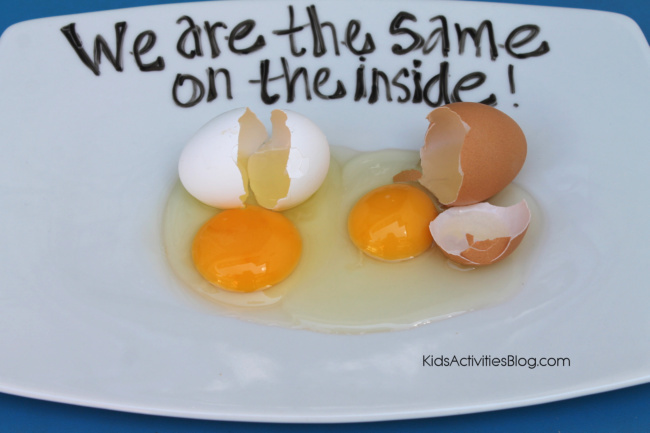 We are the same
on the inside!
KidsActivitiesBlog.com